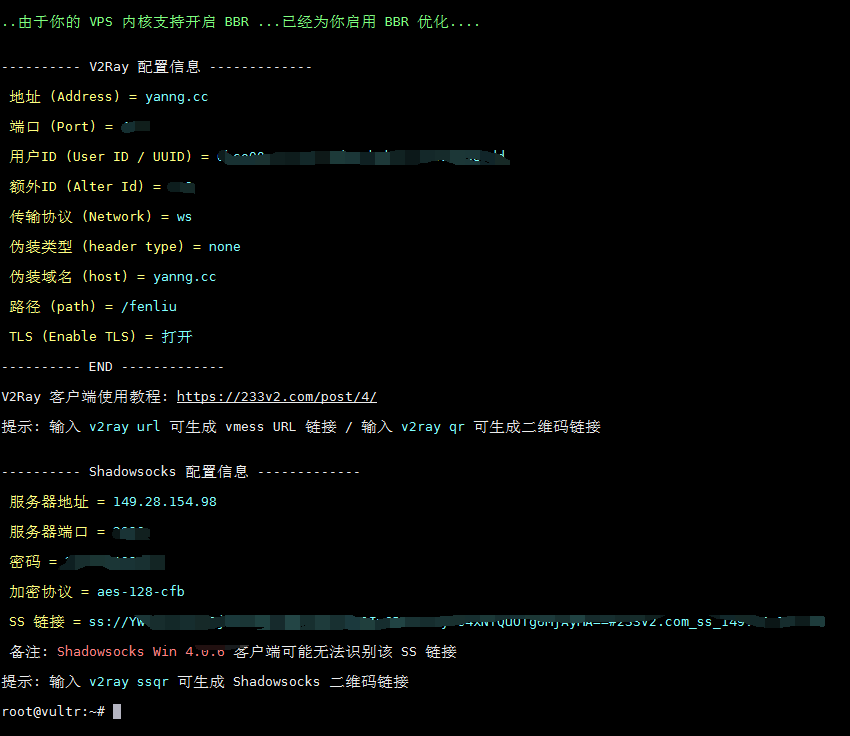 ..由于你的 VPS 内核支持开启 BBR ...已经为你启用 BBR 优化....
---------- V2Ray 配置信息 -------------
地址 (Address) = yanng.cc
端口 (Port) =
用户ID (User ID / UUID) =
额外ID (Alter Id) =
传输协议 (Network) = ws
伪装类型 (header type) = none
伪装域名 (host) = yanng.cc
路径 (path) = /fenliu
TLS (Enable TLS) = 打开
---------- END -------------
V2Ray 客户端使用教程: https://233v2.com/post/4/
提示: 输入 v2ray url 可生成 vmess URL 链接 / 输入 v2ray qr 可生成二维码链接
---------- Shadowsocks 配置信息 -------------
服务器地址 = 149.28.154.98
服务器端口 =
密码 =
加密协议 = aes-128-cfb
SS 链接 = ss://
备注: Shadowsocks Win 4.0.6 客户端可能无法识别该 SS 链接
提示: 输入 v2ray ssqr 可生成 Shadowsocks 二维码链接
root@vultr:~#